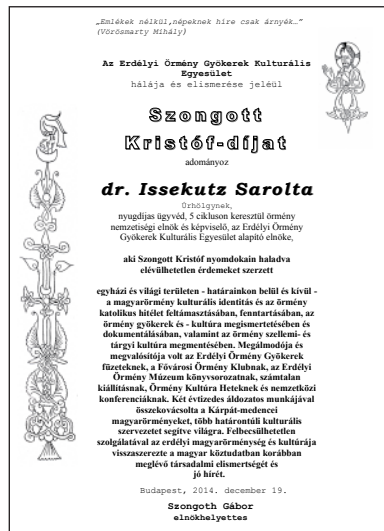 „Emlékek nélkül,népeknek híre csak árnyék…"
(Vörösmarty Mihály)
Az Erdélyi Örmény Gyökerek Kulturális
Egyesület
hálája és elismerése jeléül
Szongott
Kristóf-díjat
adományoz
dr. Issekutz Sarolta
Úrhölgynek,
nyugdíjas ügyvéd, 5 cikluson keresztül örmény
nemzetiségi elnök és képviselő, az Erdélyi Örmény
Gyökerek Kulturális Egyesület alapító elnöke,
aki Szongott Kristóf nyomdokain haladva
elévülhetetlen érdemeket szerzett
egyházi és világi területen - határainkon belül és kívül -
a magyarörmény kulturális identitás és az örmény
katolikus hitélet feltámasztásában, fenntartásában, az
örmény gyökerek és - kultúra megismertetésében és
dokumentálásában, valamint az örmény szellemi- és
tárgyi kultúra megmentésében. Megálmodója és
megvalósítója volt az Erdélyi Örmény Gyökerek
füzeteknek, a Fővárosi Örmény Klubnak, az Erdélyi
Örmény Múzeum könyvsorozatnak, számtalan
kiállításnak, Örmény Kultúra Heteknek és nemzetközi
konferenciáknak. Két évtizedes áldozatos munkájával
összekovácsolta a Kárpát-medencei
magyarörményeket, több határontúli kulturális
szervezetet segítve világra. Felbecsülhetetlen
szolgálatával az erdélyi magyarörménység és kultúrája
visszaszerezte a magyar köztudatban korábban
meglévő társadalmi elismertségét és
jó hírét.
Budapest, 2014. december 19.
Szongoth Gábor
elnökhelyettes